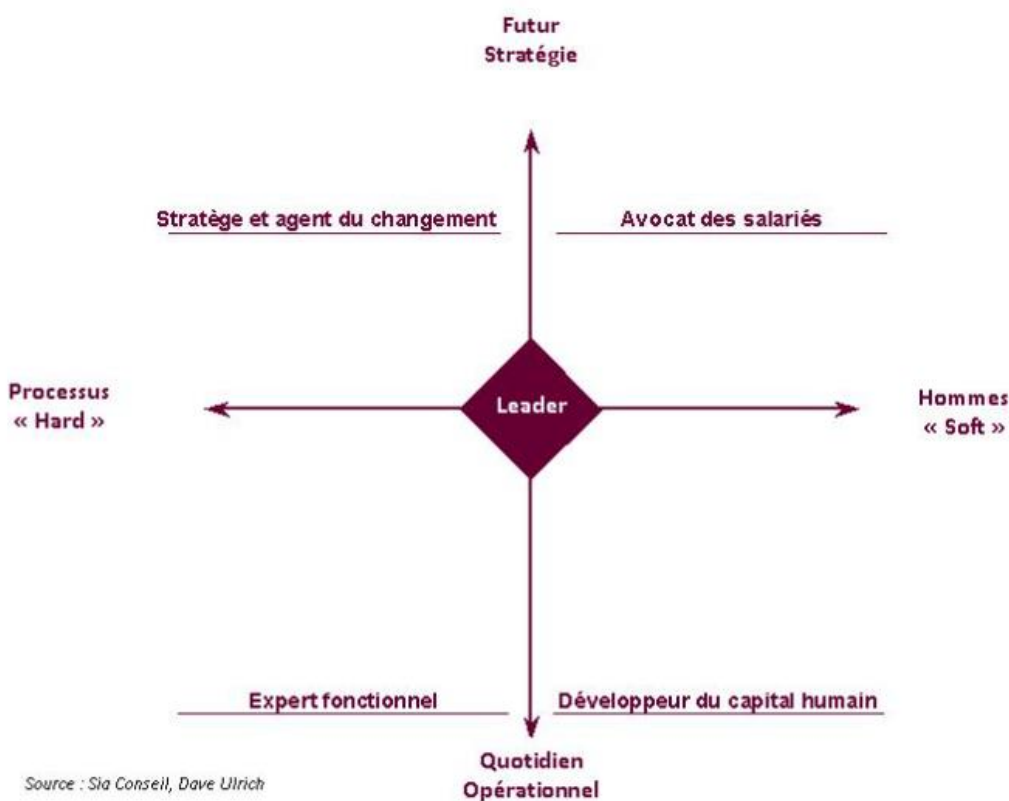 Futur
Stratégie
Stratège et agent du changement
Avocat des salariés
Processus
« Hard »
Leader
Hommes
« Soft »
Expert fonctionnel
Développeur du capital humain
Quotidien
Opérationnel
Source : Sia Conseil, Dave Ulrich